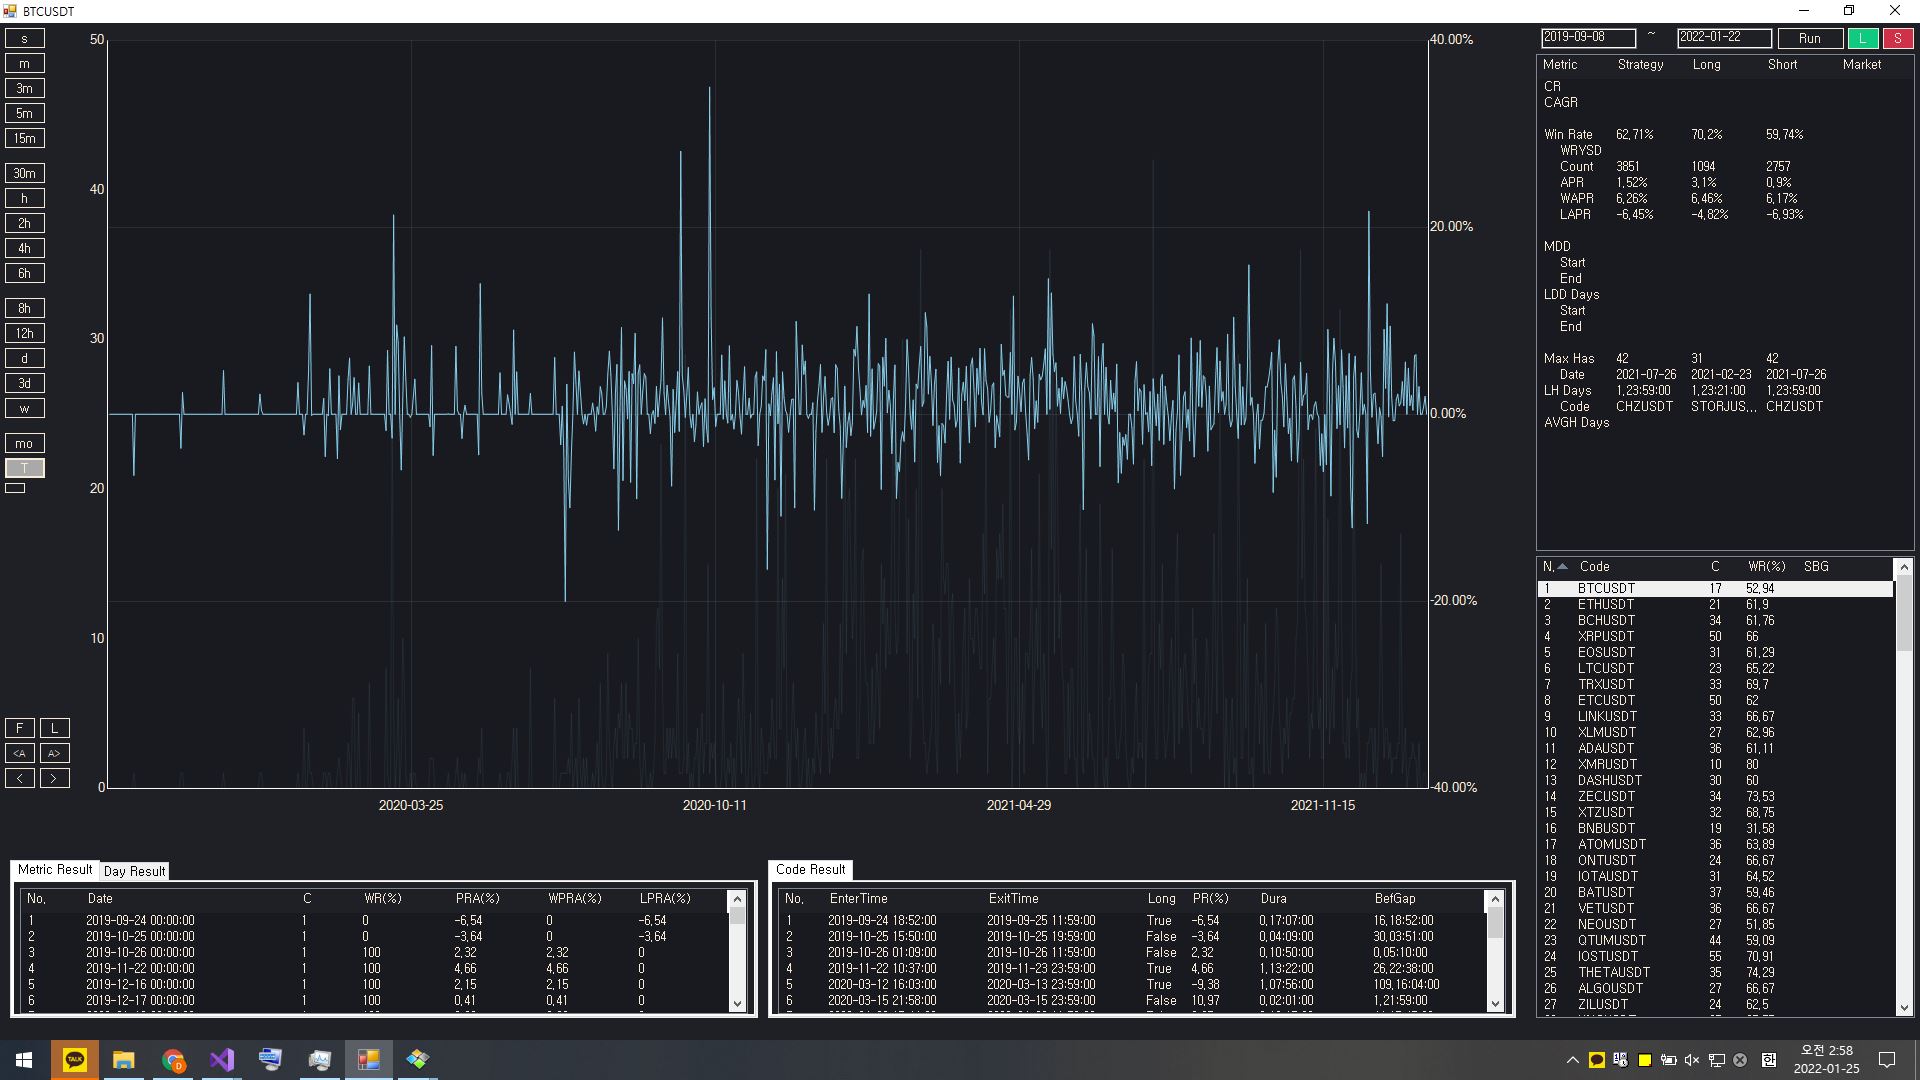 BTCUSDT
s
m
3m
5m
15m
30m
h
2h
4h
6h
8h
12h
d
3d
w
mo
T
F L
<A A>
< >
50
40
30
20
10
0
40.00%
20.00%
0.00%
-20.00%
-40.00%
2020-03-25 2020-10-11 2021-04-29 2021-11-15
2019-09-08 ~ 2022-01-22 Run L S
Metric Strategy Long Short Market
CR
CAGR
Win Rate 62,71% 70,2% 59,74%
WRYSD
Count 3851 1094 2757
APR 1,52% 3,1% 0,9%
WAPR 6,26% 6,46% 6,17%
LAPR -6,45% -4,82% -6,93%
MDD
Start
End
LDD Days
Start
End
Max Has 42 31 42
Date 2021-07-26 2021-02-23 2021-07-26
LH Days 1,23:59:00 1,23:21:00 1,23:59:00
Code CHZUSDT STORJUS... CHZUSDT
AVGH Days
N. Code C WR(%) SBG
1 BTCUSDT 17 52,94
2 ETHUSDT 21 61,9
3 BCHUSDT 34 61,76
4 XRPUSDT 50 66
5 EOSUSDT 31 61,29
6 LTCUSDT 23 65,22
7 TRXUSDT 33 69,7
8 ETCUSDT 50 62
9 LINKUSDT 33 66,67
10 XLMUSDT 27 62,96
11 ADAUSDT 36 61,11
12 XMRUSDT 10 80
13 DASHUSDT 30 60
14 ZECUSDT 34 73,53
15 XTZUSDT 32 68,75
16 BNBUSDT 19 31,58
17 ATOMUSDT 36 63,89
18 ONTUSDT 24 66,67
19 IOTAUSDT 31 64,52
20 BATUSDT 37 59,46
21 VETUSDT 36 66,67
22 NEOUSDT 27 51,85
23 QTUMUSDT 44 59,09
24 IOSTUSDT 55 70,91
25 THETAUSDT 35 74,29
26 ALGOUSDT 27 66,67
27 ZILUSDT 24 62,5
Metric Result Day Result
No. Date C WR(%) PRA(%) WPRA(%) LPRA(%)
1 2019-09-24 00:00:00 1 0 -6,54 0 -6,54
2 2019-10-25 00:00:00 1 0 -3,64 0 -3,64
3 2019-10-26 00:00:00 1 100 2,32 2,32 0
4 2019-11-22 00:00:00 1 100 4,66 4,66 0
5 2019-12-16 00:00:00 1 100 2,15 2,15 0
6 2019-12-17 00:00:00 1 100 0,41 0,41 0
Code Result
No. EnterTime ExitTime Long PR(%) Dura BefGap
1 2019-09-24 18:52:00 2019-09-25 11:59:00 True -6,54 0,17:07:00 16,18:52:00
2 2019-10-25 15:50:00 2019-10-25 19:59:00 False -3,64 0,04:09:00 30,03:51:00
3 2019-10-26 01:09:00 2019-10-26 11:59:00 False 2,32 0,10:50:00 0,05:10:00
4 2019-11-22 10:37:00 2019-11-23 23:59:00 True 4,66 1,13:22:00 26,22:38:00
5 2020-03-12 16:03:00 2020-03-13 23:59:00 True -9,38 1,07:56:00 109,16:04:00
6 2020-03-15 21:58:00 2020-03-15 23:59:00 False 10,97 0,02:01:00 1,21:59:00
TALK
D
한
오전 2:58
2022-01-25